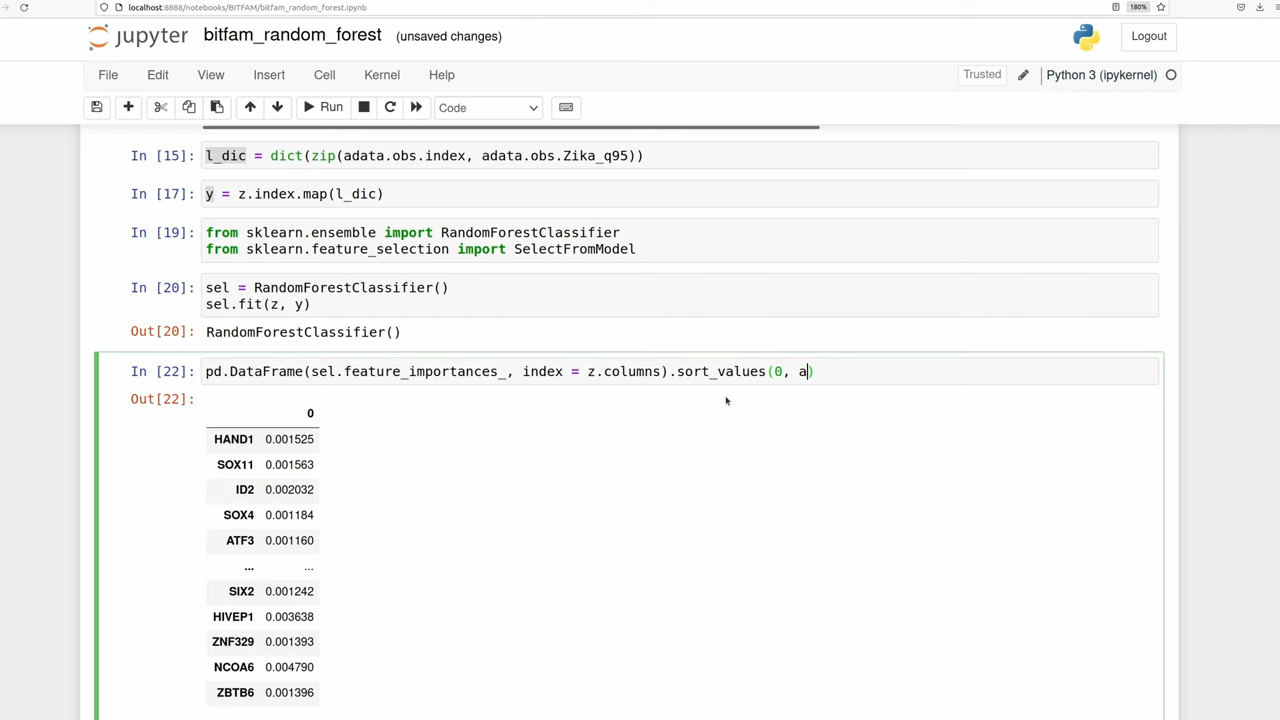 localhost:8888/notebooks/BITFAM/bitfam_random_forest.ipynb 180%
jupyter bitfam_random_forest (unsaved changes) Logout
File Edit View Insert Cell Kernel Help Trusted Python 3 (ipykernel)
Run Code
In [15]: l_dic = dict(zip(adata.obs.index, adata.obs.Zika_q95))
In [17]: y = z.index.map(l_dic)
In [19]: from sklearn.ensemble import RandomForestClassifier
from sklearn.feature_selection import SelectFromModel
In [20]: sel = RandomForestClassifier()
sel.fit(z, y)
Out[20]: RandomForestClassifier()
In [22]: pd.DataFrame(sel.feature_importances_, index = z.columns).sort_values(0, a)
Out[22]:
0
HAND1 0.001525
SOX11 0.001563
ID2 0.002032
SOX4 0.001184
ATF3 0.001160
... ...
SIX2 0.001242
HIVEP1 0.003638
ZNF329 0.001393
NCOA6 0.004790
ZBTB6 0.001396